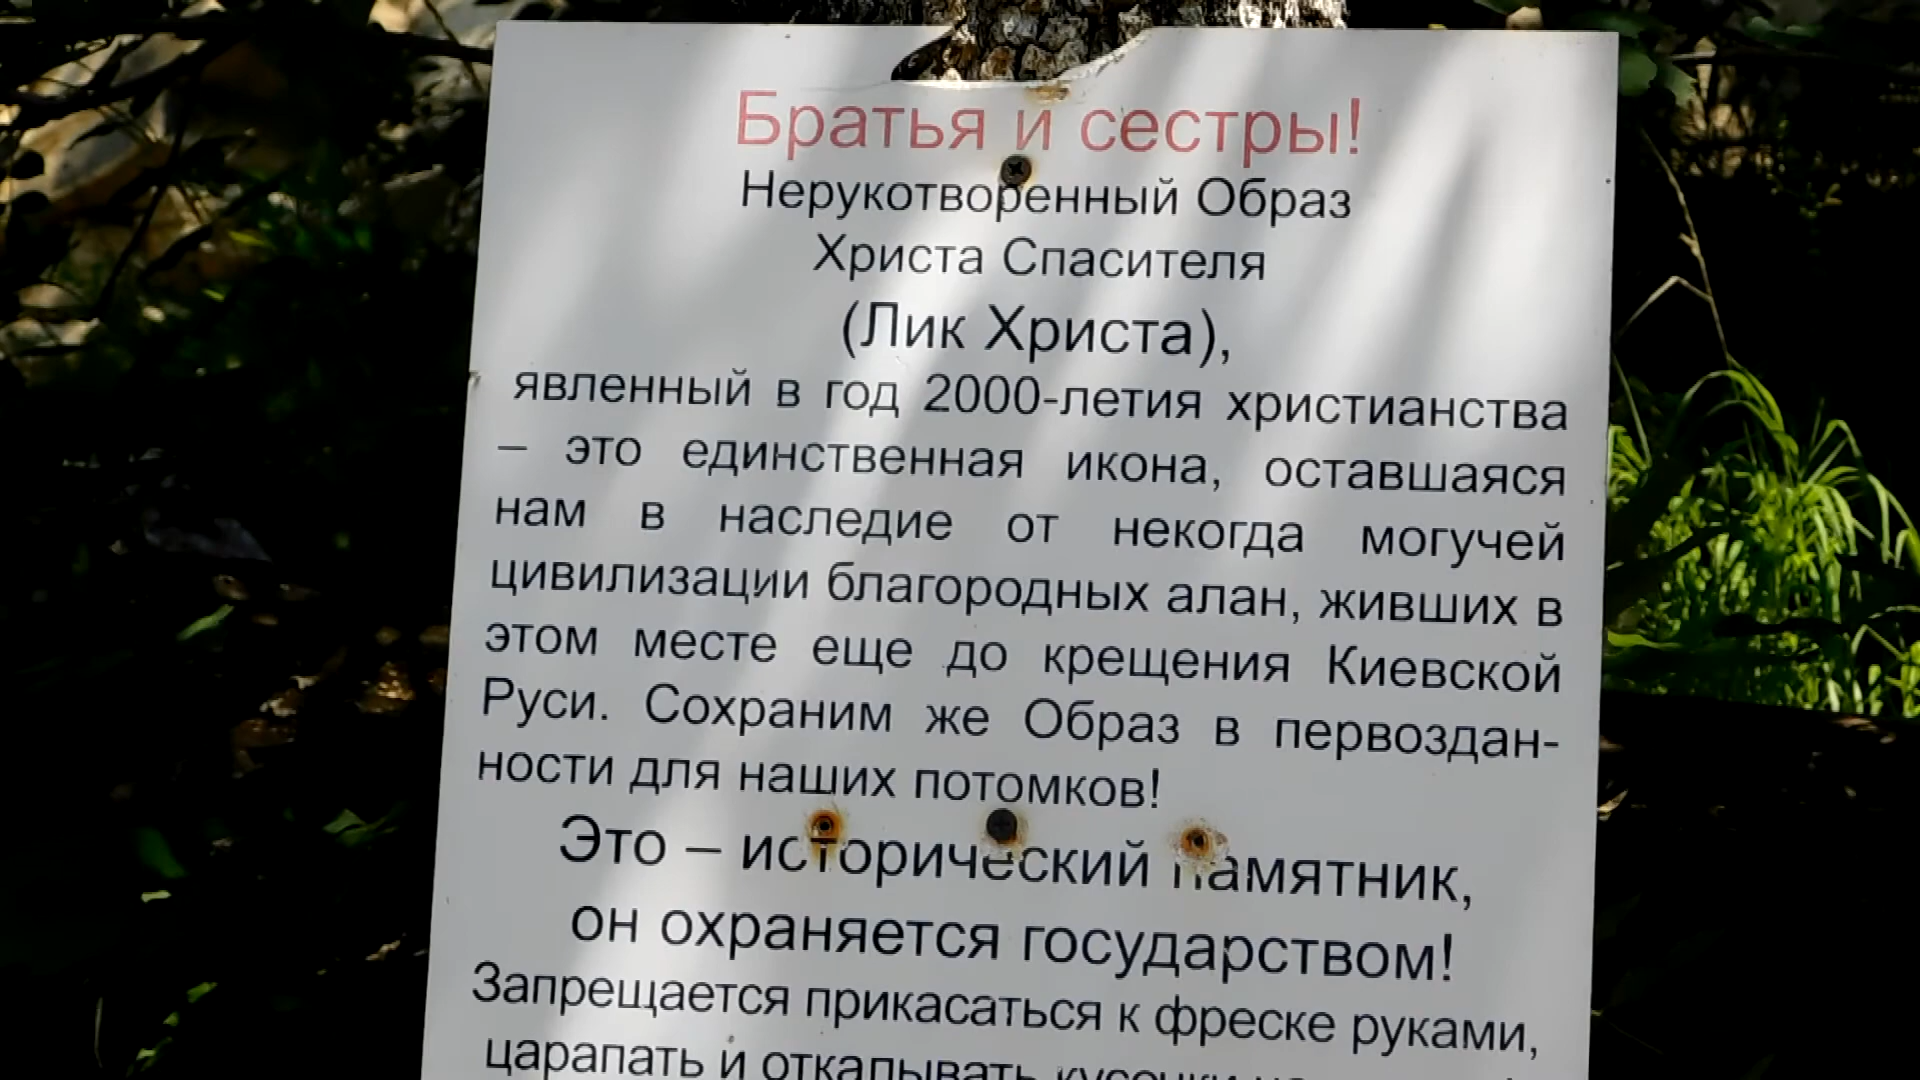 Братья и сестры!
Нерукотворенный Образ
Христа Спасителя
(Лик Христа),
явленный в год 2000-летия христианства
– это единственная икона, оставшаяся
нам в наследие от некогда могучей
цивилизации благородных алан, живших в
этом месте еще до крещения Киевской
Руси. Сохраним же Образ в первоздан-
ности для наших потомков!
Это – исторический памятник,
он охраняется государством!
Запрещается прикасаться к фреске руками,
царапать и откалывать кусочки